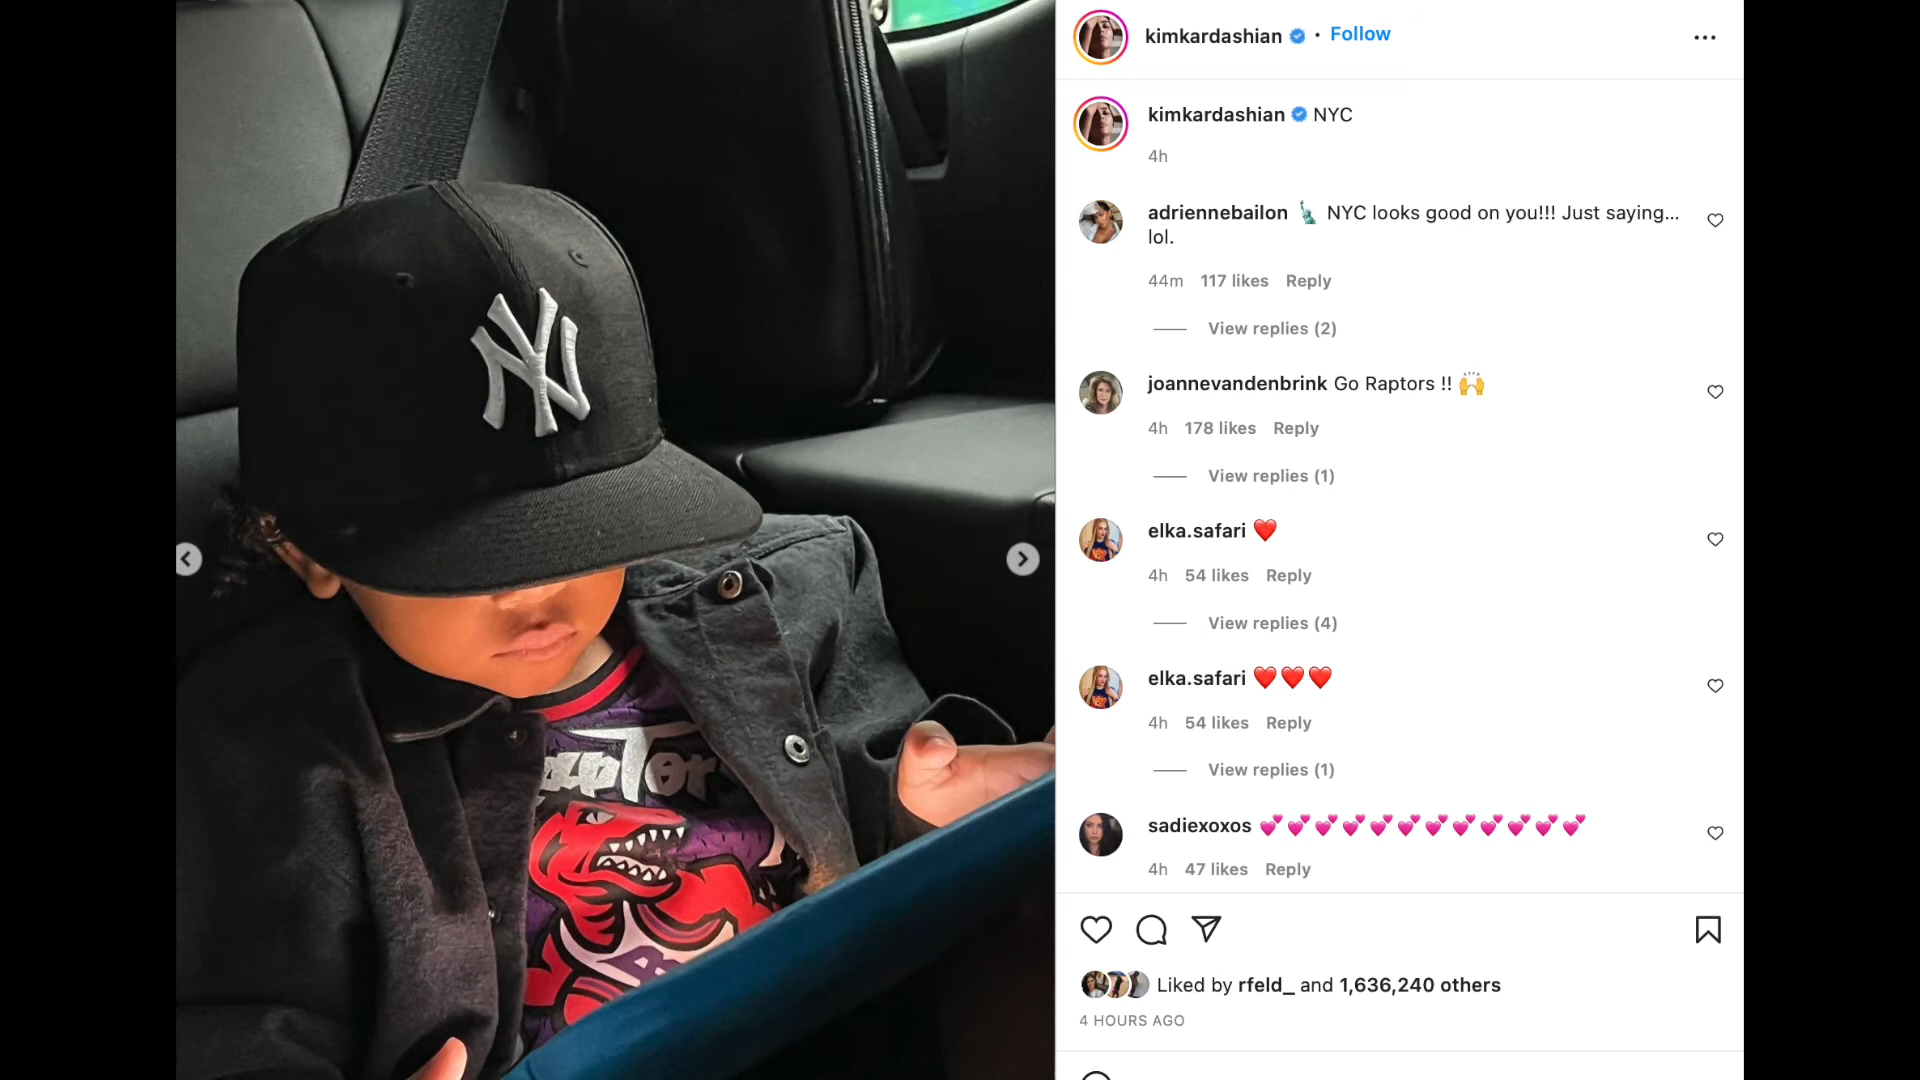 NY
RapTor
kimkardashian • Follow
kimkardashian NYC
4h
adriennebailon 🗽 NYC looks good on you!!! Just saying...
lol.
44m 117 likes Reply
View replies (2)
joannevandenbrink Go Raptors !! 🙌
4h 178 likes Reply
View replies (1)
elka.safari ❤️
4h 54 likes Reply
View replies (4)
elka.safari ❤️❤️❤️
4h 54 likes Reply
View replies (1)
sadiexoxos 💕💕💕💕💕💕💕💕💕💕💕💕
4h 47 likes Reply
Liked by rfeld_ and 1,636,240 others
4 HOURS AGO